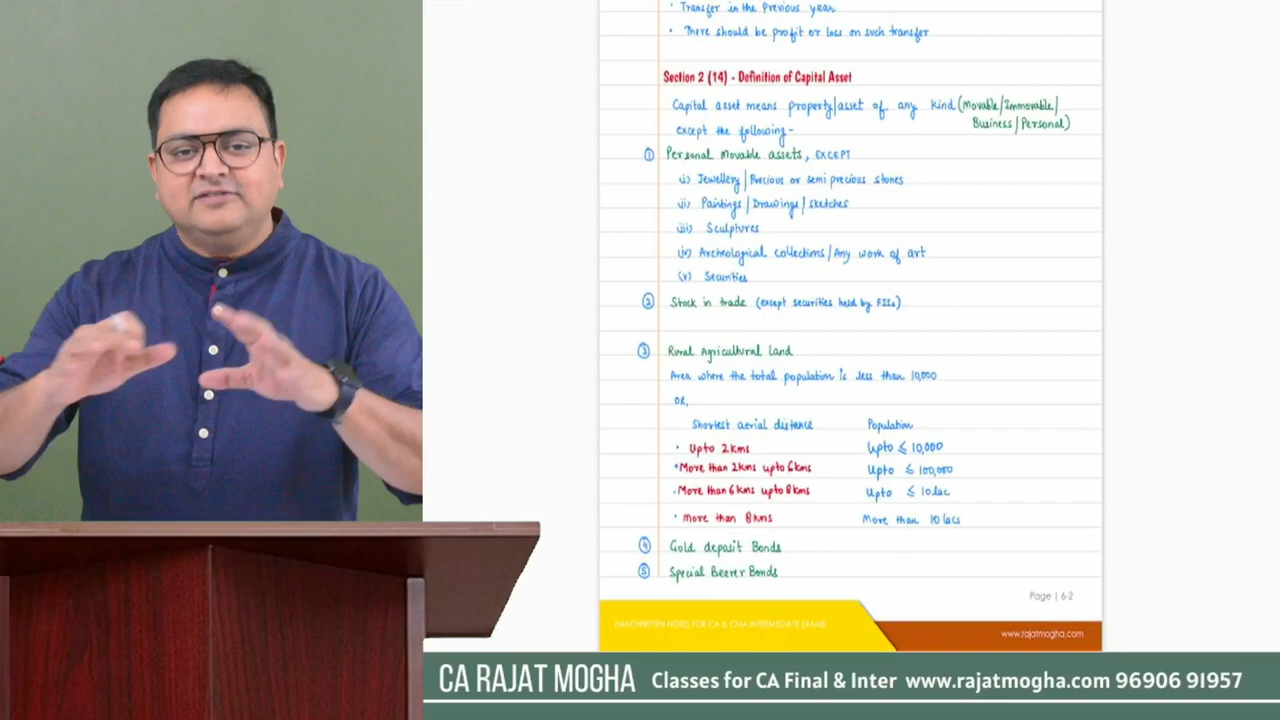 • Transfer in the Previous year
• There should be profit or loss on such transfer
Section 2 (14) - Definition of Capital Asset
Capital asset means property/asset of any kind (Movable/Immovable/
Business/Personal)
except the following-
① Personal Movable assets, EXCEPT
(i) Jewellery/Precious or semi precious stones
(ii) Paintings/Drawings/sketches
(iii) Sculptures
(iv) Archeological collections/Any work of art
(v) Securities
② Stock in trade (except securities held by FIIs)
③ Rural Agricultural Land
Area where the total population is less than 10,000
OR,
Shortest aerial distance Population
• Upto 2kms Upto ≤ 10,000
• More than 2kms upto 6kms Upto ≤ 100,000
• More than 6kms upto 8kms Upto ≤ 10 lac
• more than 8kms More than 10 lacs
④ Gold deposit Bonds
⑤ Special Bearer Bonds
Page | 6-2
HANDWRITTEN NOTES FOR CA & CMA INTERMEDIATE EXAMS
www.rajatmogha.com
CA RAJAT MOGHA Classes for CA Final & Inter www.rajatmogha.com 96906 91957